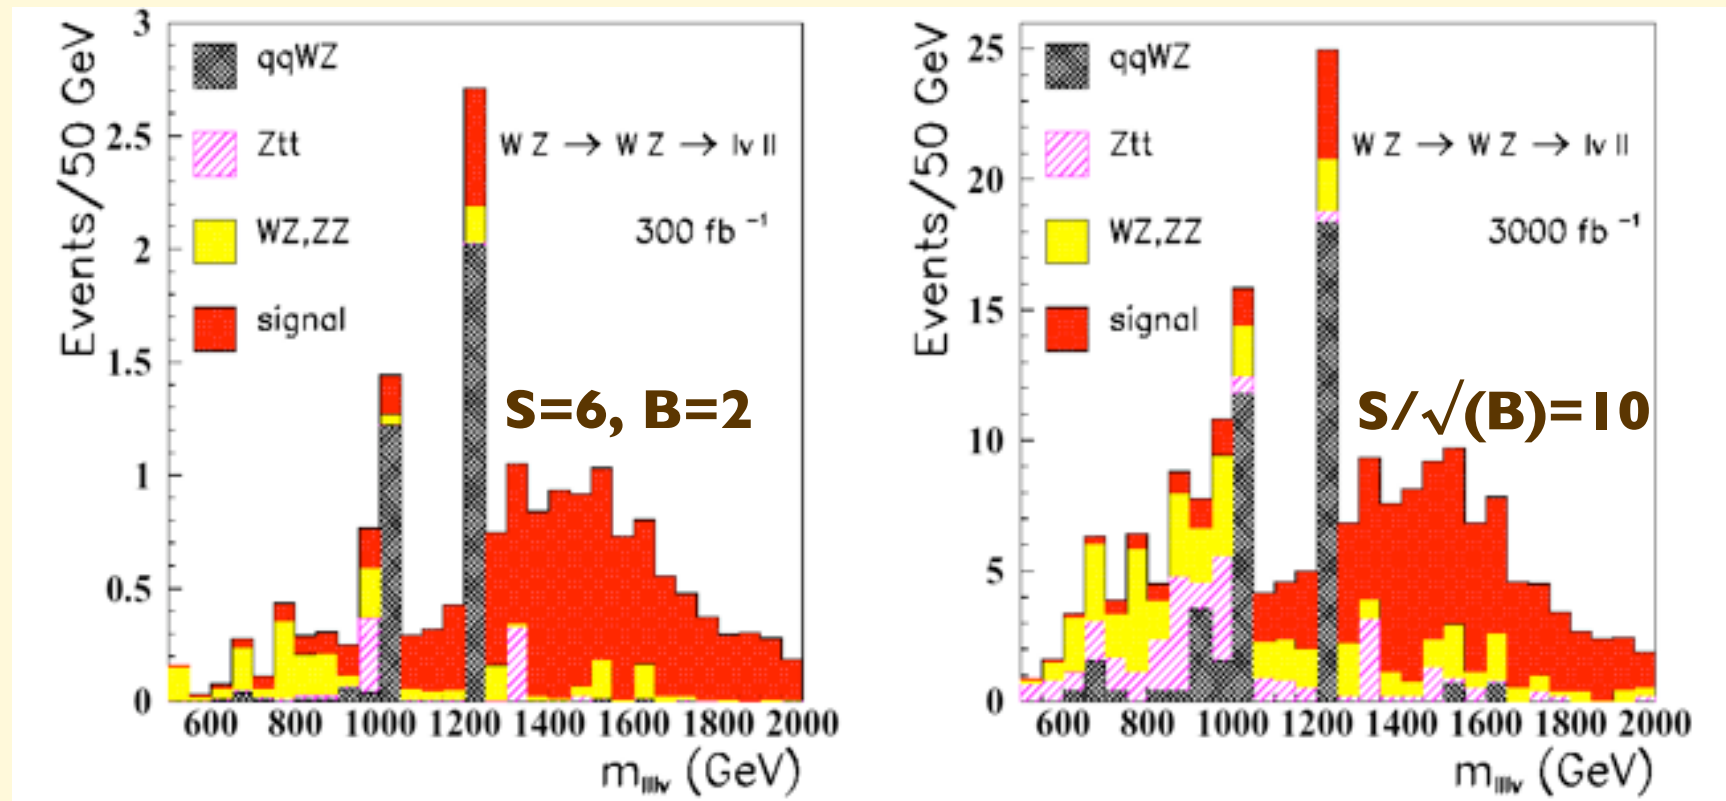 Events/50 GeV
3
2.5
2
1.5
1
0.5
0
qqWZ
Ztt
WZ,ZZ
signal
W Z → W Z → lν ll
300 fb⁻¹
S=6, B=2
600 800 1000 1200 1400 1600 1800 2000
m_lllν (GeV)
Events/50 GeV
25
20
15
10
5
0
qqWZ
Ztt
WZ,ZZ
signal
W Z → W Z → lν ll
3000 fb⁻¹
S/√(B)=10
600 800 1000 1200 1400 1600 1800 2000
m_lllν (GeV)